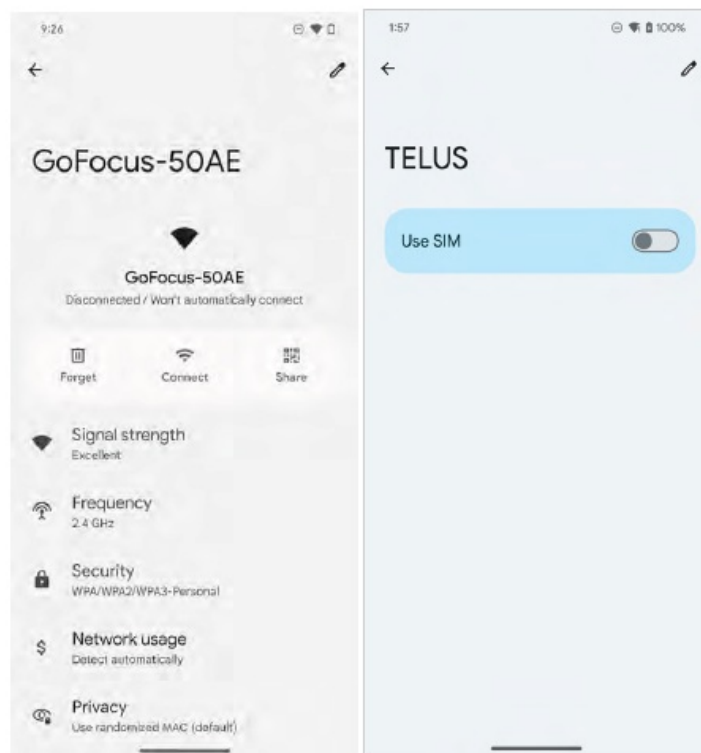 9:26
GoFocus-50AE
GoFocus-50AE
Disconnected / Won't automatically connect
Forget
Connect
Share
Signal strength
Excellent
Frequency
2.4 GHz
Security
WPA/WPA2/WPA3-Personal
Network usage
Detect automatically
Privacy
Use randomized MAC (default)
1:57
100%
TELUS
Use SIM